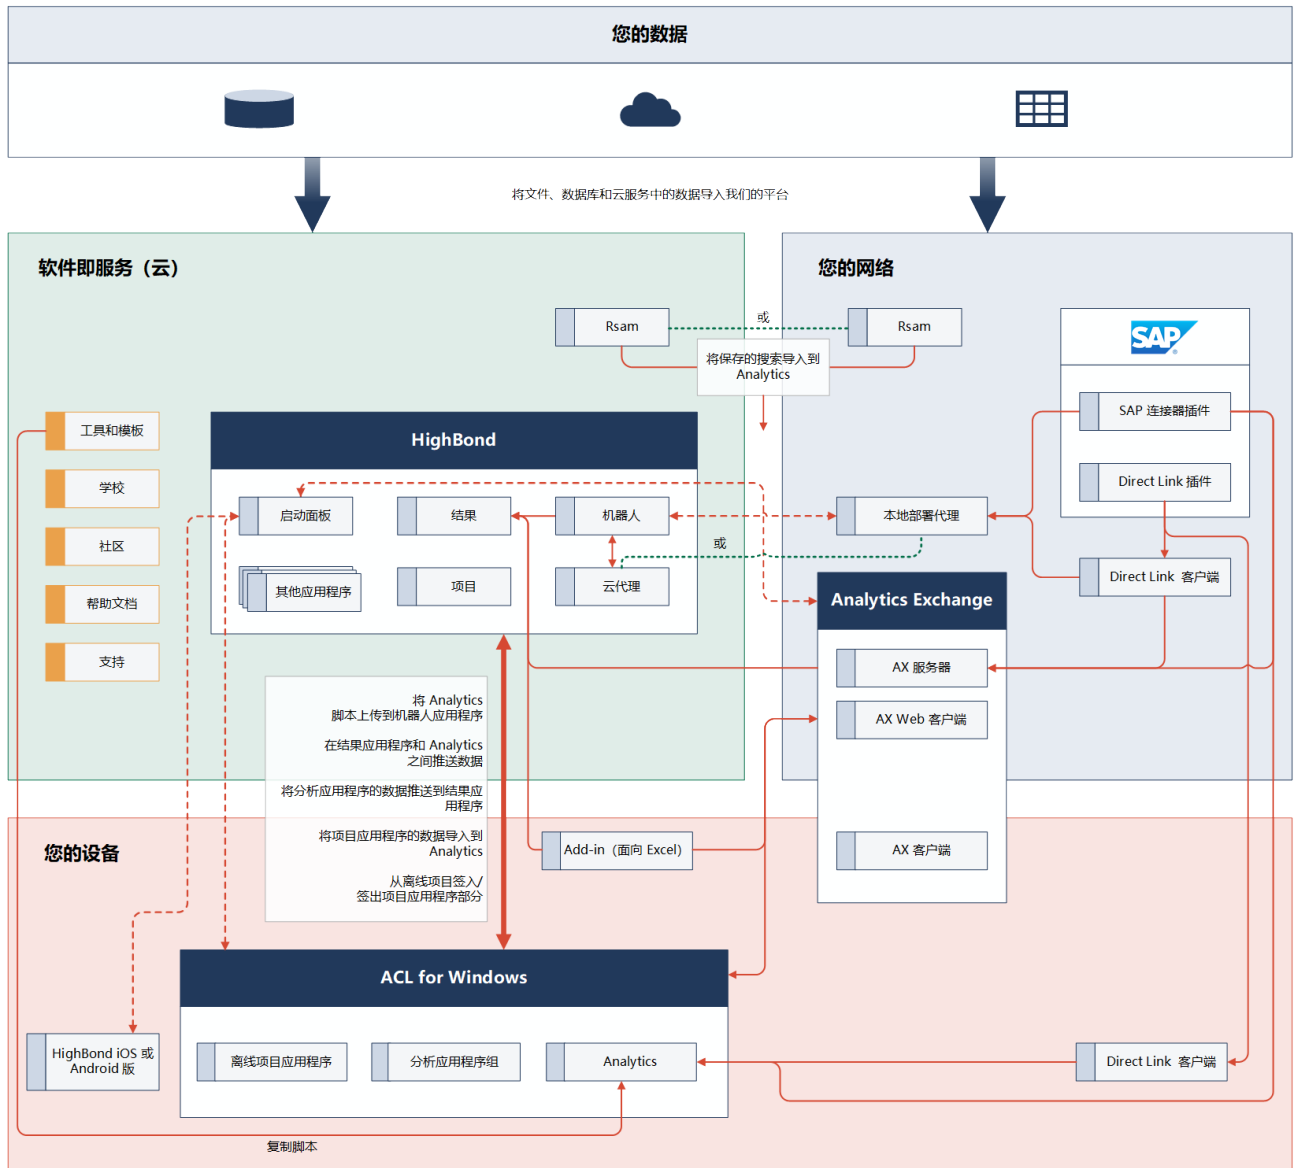 您的数据
将文件、数据库和云服务中的数据导入我们的平台
软件即服务（云）
您的网络
Rsam
或
Rsam
将保存的搜索导入到
Analytics
SAP
SAP 连接器插件
Direct Link 插件
工具和模板
学校
社区
帮助文档
支持
HighBond
启动面板
结果
机器人
其他应用程序
项目
云代理
或
本地部署代理
Direct Link 客户端
Analytics Exchange
AX 服务器
AX Web 客户端
AX 客户端
将 Analytics
脚本上传到机器人应用程序
在结果应用程序和 Analytics
之间推送数据
将分析应用程序的数据推送到结果应
用程序
将项目应用程序的数据导入到
Analytics
从离线项目签入/
签出项目应用程序部分
您的设备
Add-in（面向 Excel）
ACL for Windows
离线项目应用程序
分析应用程序组
Analytics
HighBond iOS 或
Android 版
Direct Link 客户端
复制脚本